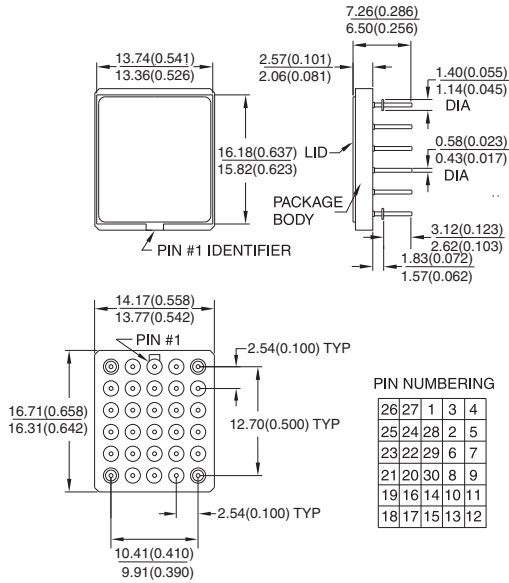 7.26(0.286)
6.50(0.256)
13.74(0.541)
13.36(0.526)
2.57(0.101)
2.06(0.081)
1.40(0.055)
1.14(0.045)
DIA
16.18(0.637)
15.82(0.623)
LID
0.58(0.023)
0.43(0.017)
DIA
PACKAGE
BODY
PIN #1 IDENTIFIER
3.12(0.123)
2.62(0.103)
1.83(0.072)
1.57(0.062)
14.17(0.558)
13.77(0.542)
PIN #1
2.54(0.100) TYP
16.71(0.658)
16.31(0.642)
12.70(0.500) TYP
2.54(0.100) TYP
10.41(0.410)
9.91(0.390)
PIN NUMBERING
26 27 1 3 4
25 24 28 2 5
23 22 29 6 7
21 20 30 8 9
19 16 14 10 11
18 17 15 13 12